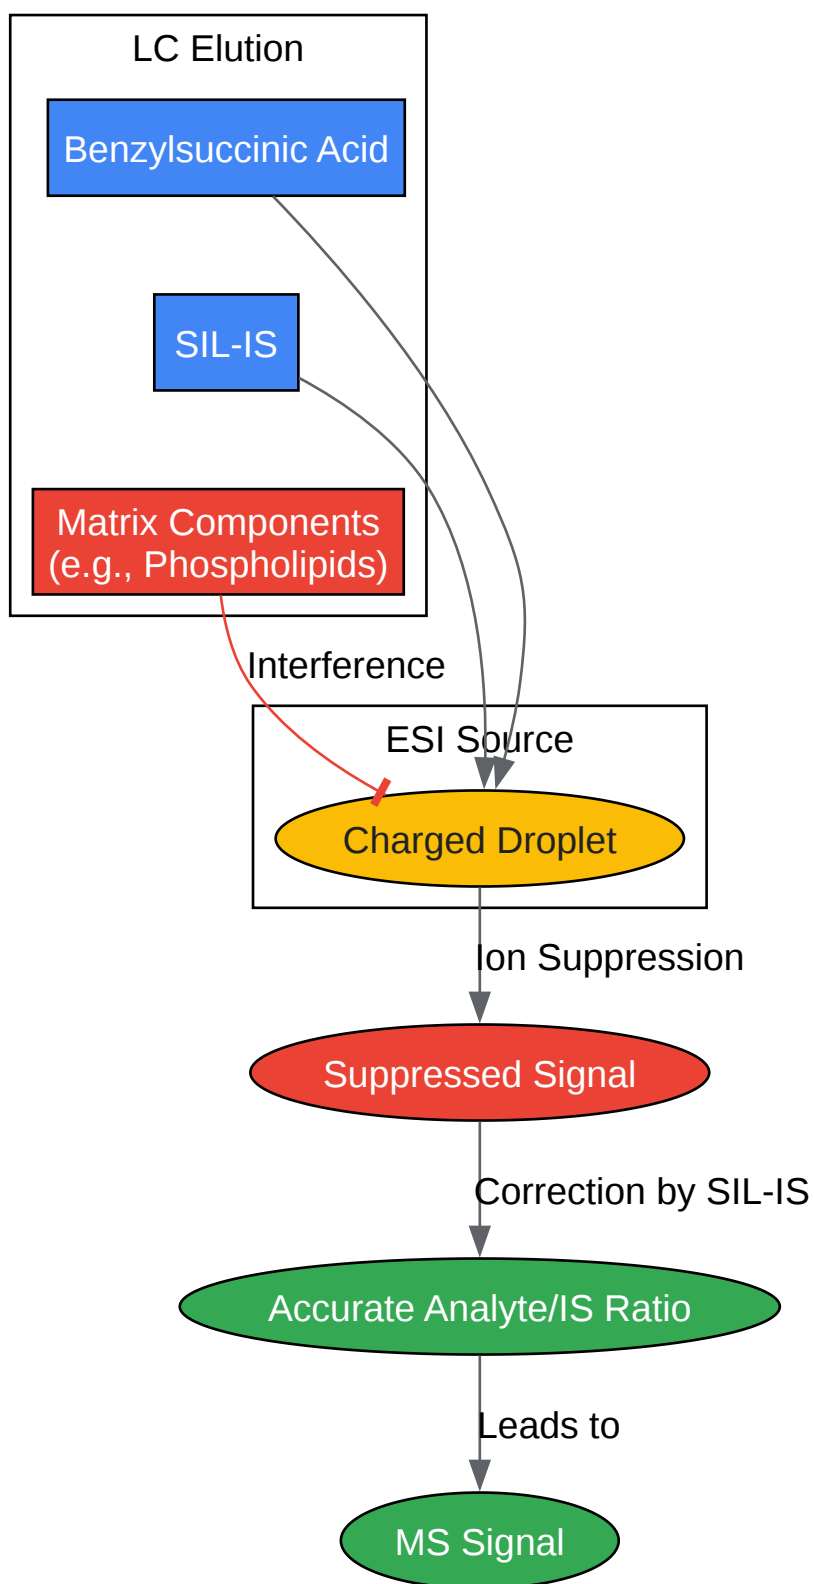 LC Elution
Benzylsuccinic Acid
SIL-IS
Matrix Components
(e.g., Phospholipids)
Interference
ESI Source
Charged Droplet
Ion Suppression
Suppressed Signal
Correction by SIL-IS
Accurate Analyte/IS Ratio
Leads to
MS Signal